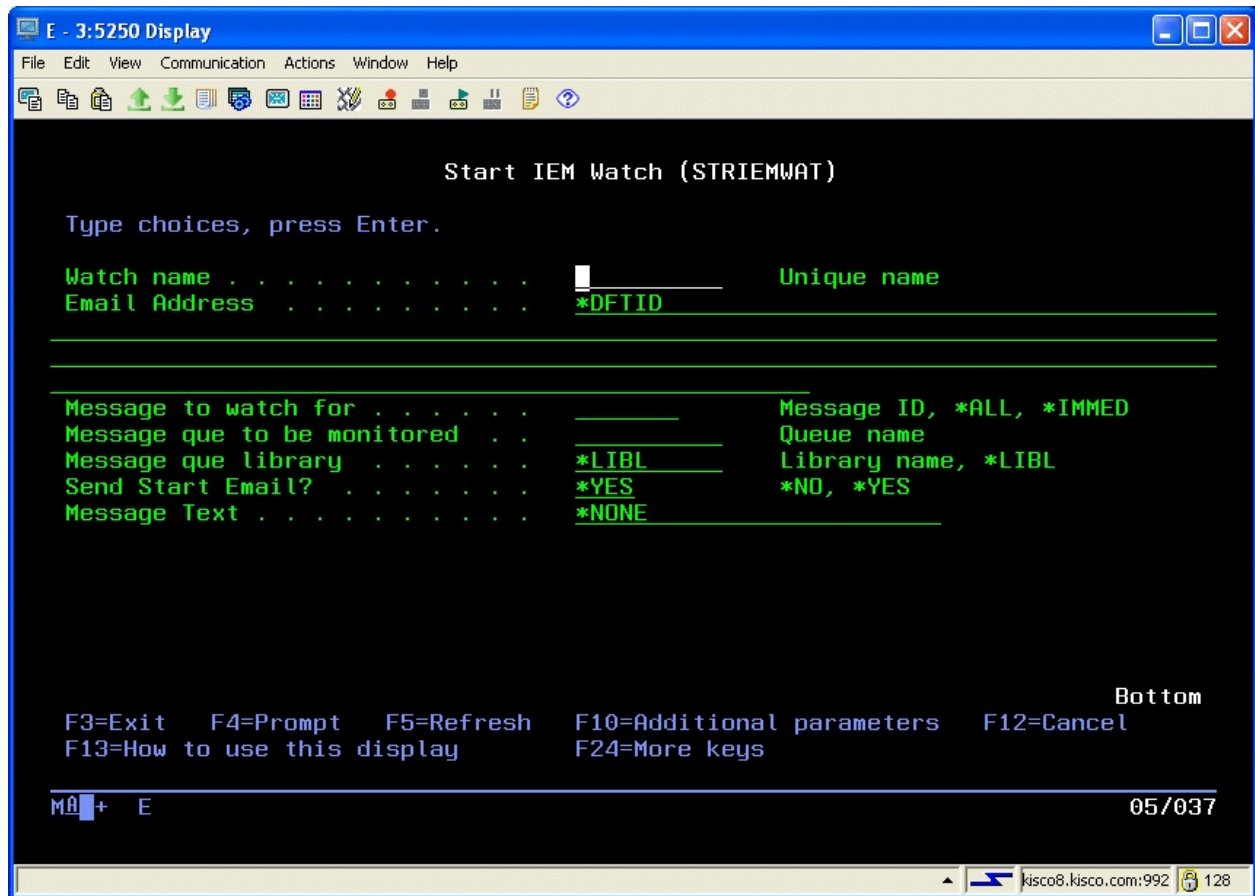 E - 3:5250 Display
File Edit View Communication Actions Window Help
Start IEM Watch (STRIEMWAT)
Type choices, press Enter.
Watch name . . . . . . . . . . . Unique name
Email Address . . . . . . . . . *DFTID
Message to watch for . . . . . . Message ID, *ALL, *IMMED
Message que to be monitored . . Queue name
Message que library . . . . . . *LIBL Library name, *LIBL
Send Start Email? . . . . . . . *YES *NO, *YES
Message Text . . . . . . . . . . *NONE
Bottom
F3=Exit F4=Prompt F5=Refresh F10=Additional parameters F12=Cancel
F13=How to use this display F24=More keys
MA + E 05/037
kisco8.kisco.com:992 128